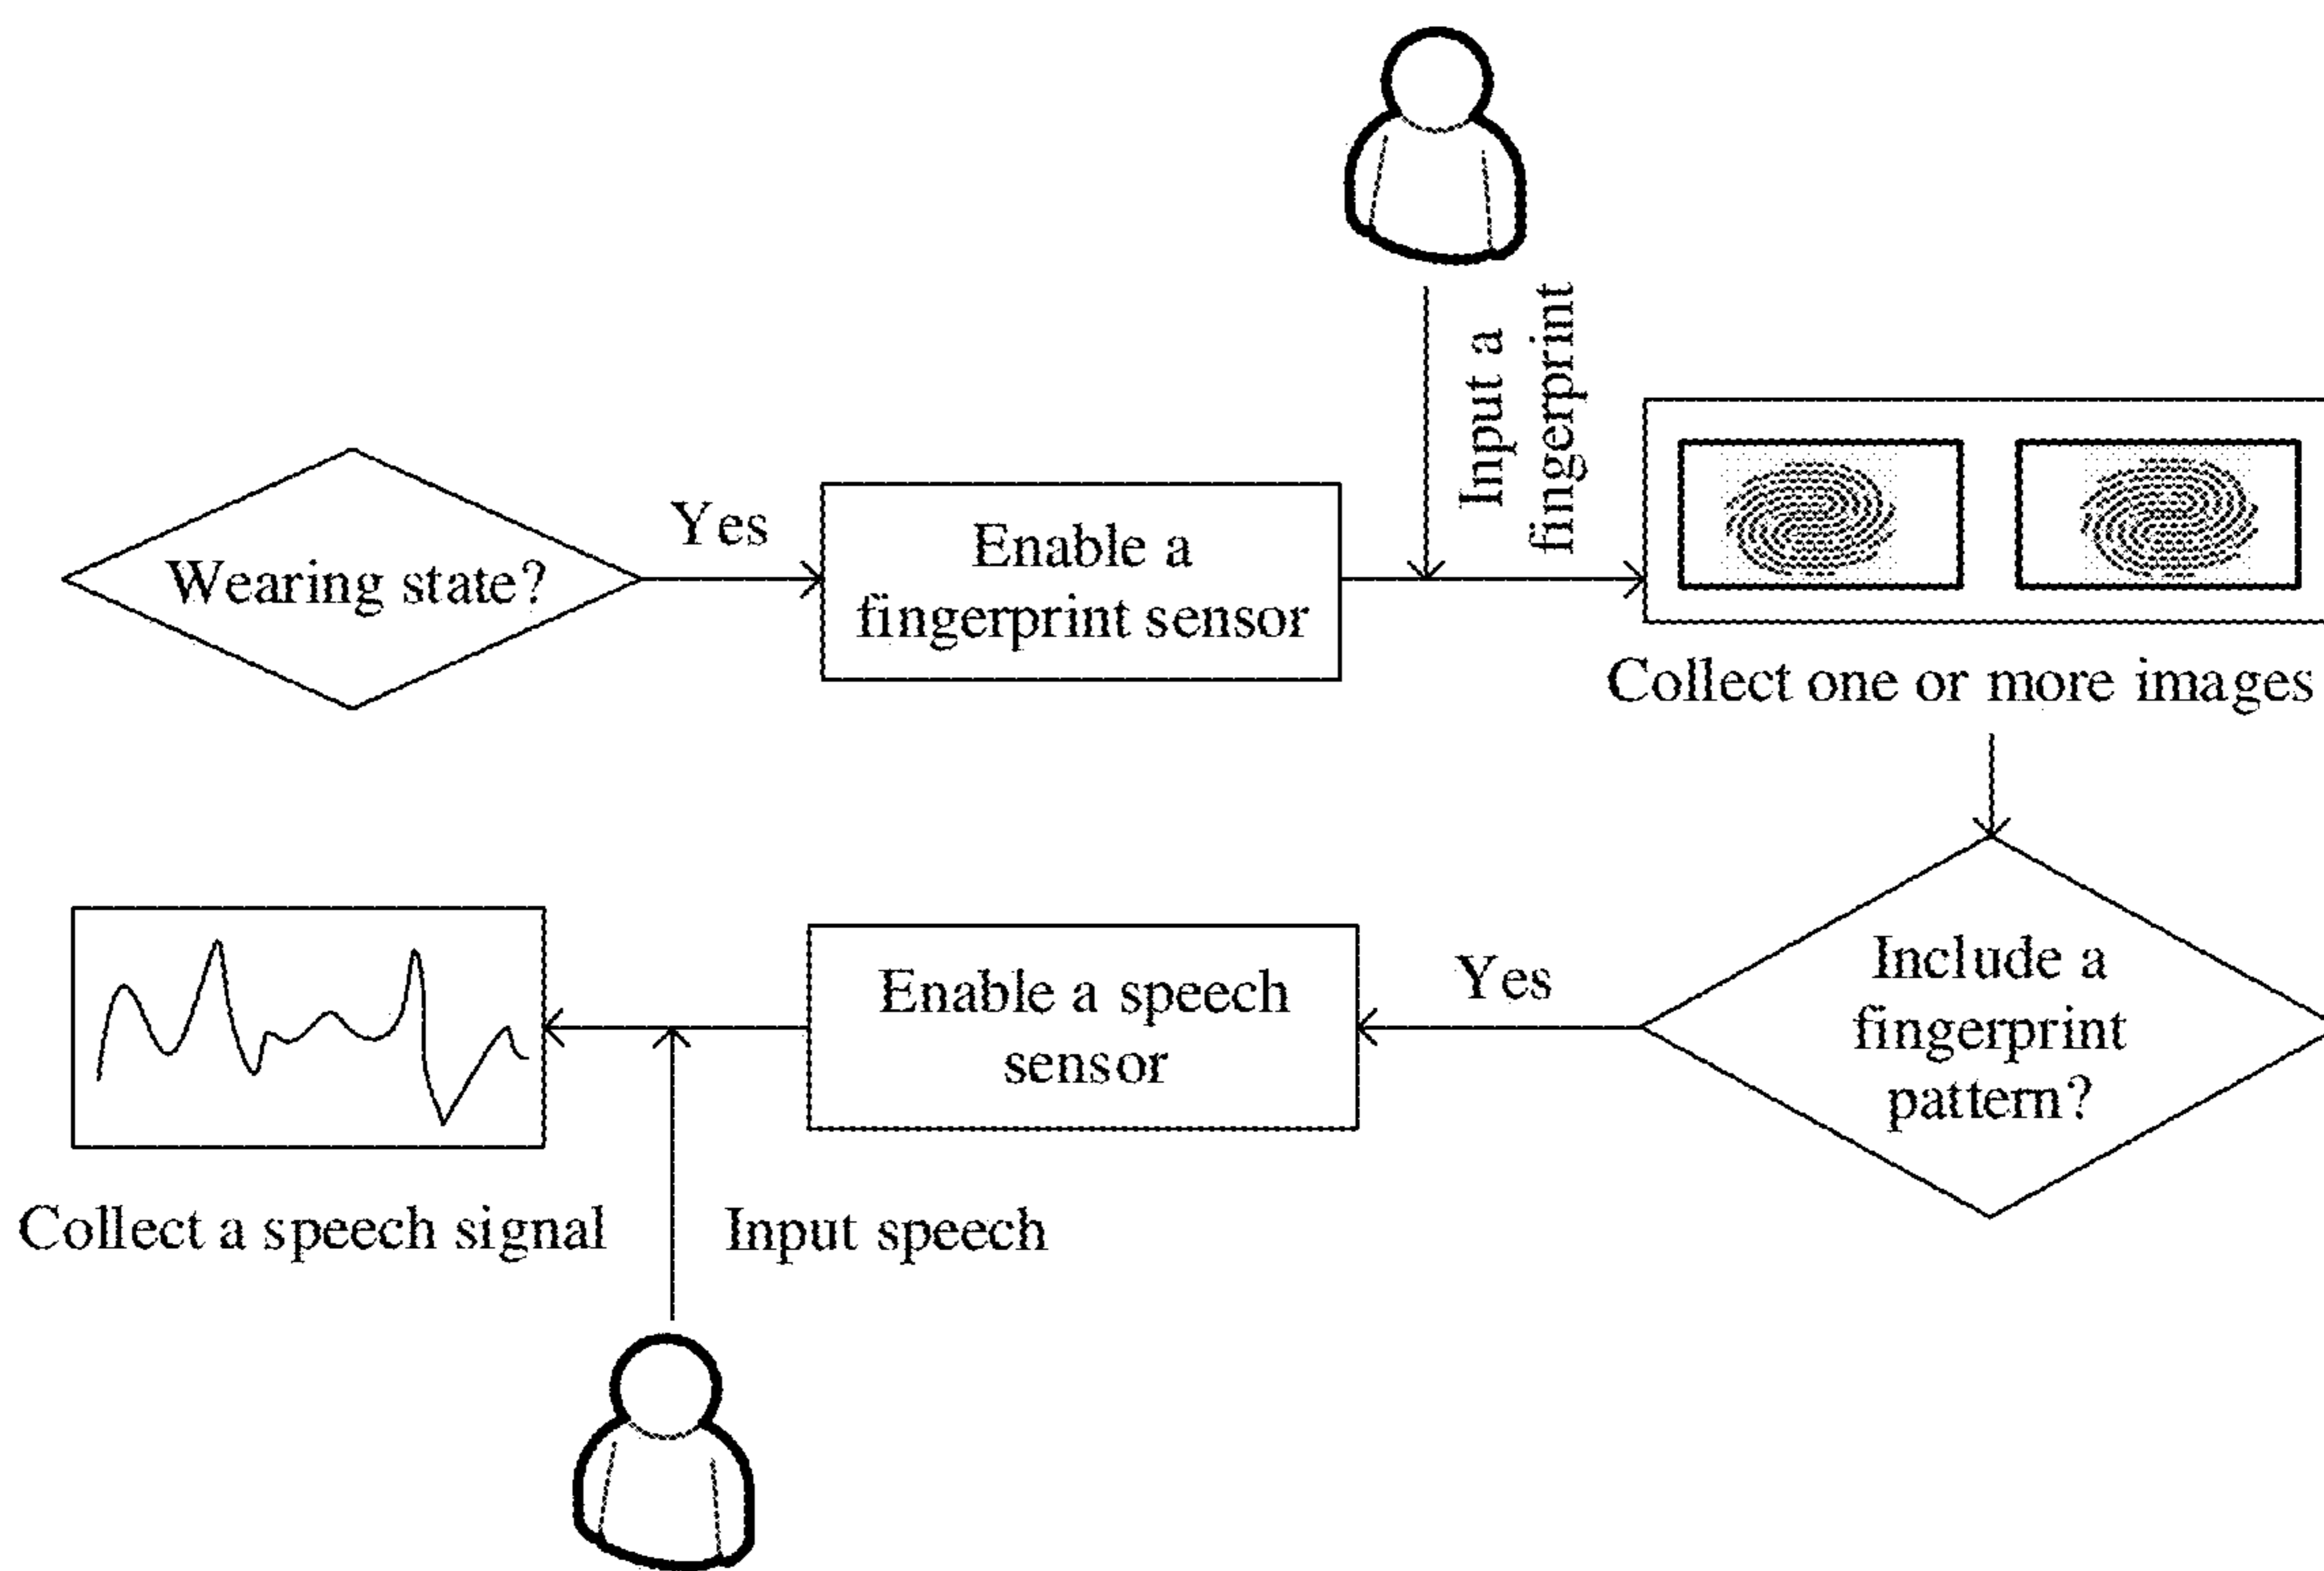 Input a
fingerprint
Wearing state?
Yes
Enable a
fingerprint sensor
Collect one or more images
Include a
fingerprint
pattern?
Yes
Enable a speech
sensor
Input speech
Collect a speech signal